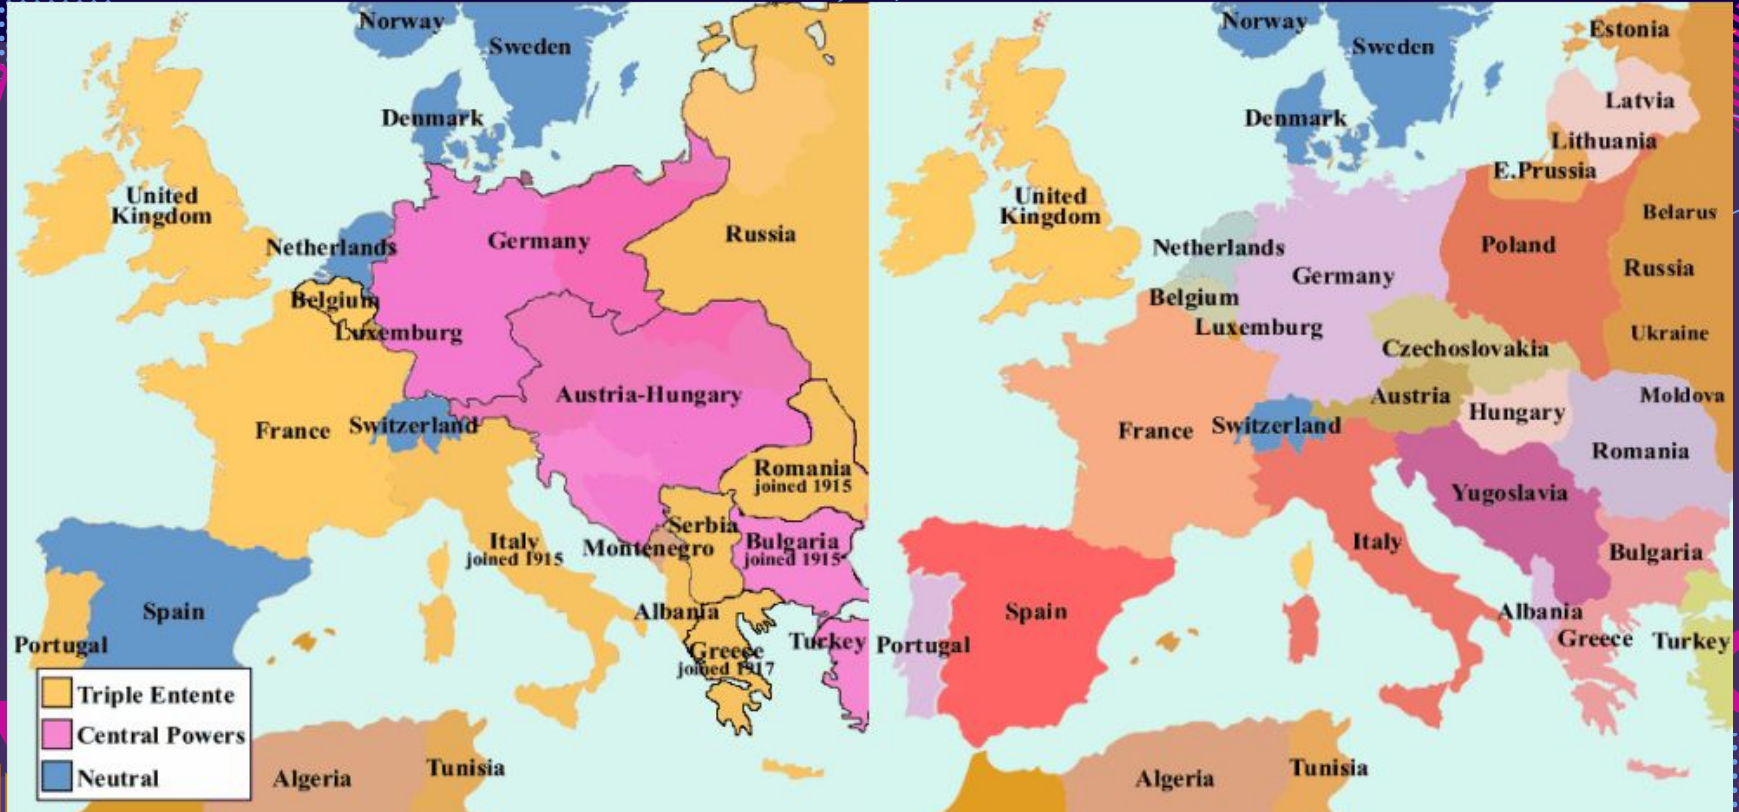 Norway
Sweden
Denmark
United
Kingdom
Netherlands
Germany
Russia
Belgium
Luxemburg
Austria-Hungary
France
Switzerland
Romania
joined 1915
Serbia
Italy
joined 1915
Montenegro
Bulgaria
joined 1915
Spain
Albania
Portugal
Greece
joined 1917
Turkey
Triple Entente
Central Powers
Neutral
Algeria
Tunisia
Norway
Sweden
Estonia
Denmark
Latvia
Lithuania
E.Prussia
United
Kingdom
Belarus
Netherlands
Poland
Germany
Russia
Belgium
Luxemburg
Ukraine
Czechoslovakia
Austria
Moldova
Hungary
France
Switzerland
Romania
Yugoslavia
Italy
Bulgaria
Spain
Albania
Portugal
Greece
Turkey
Algeria
Tunisia